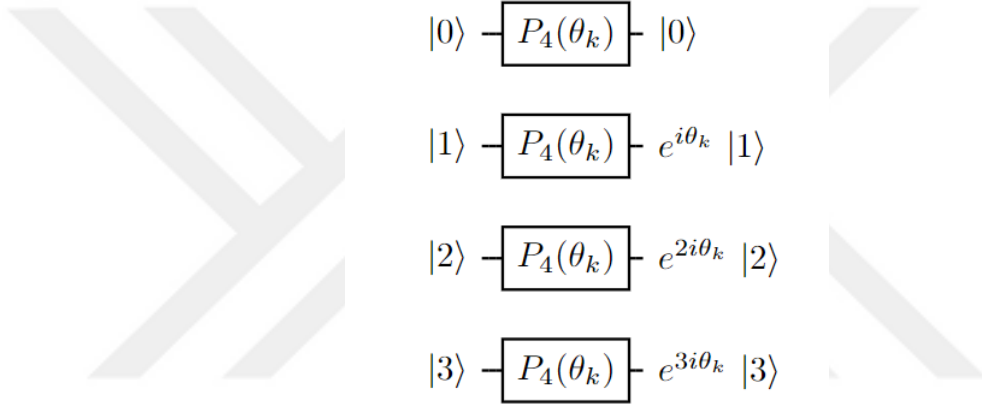 |0⟩ P₄(θₖ) |0⟩
|1⟩ P₄(θₖ) e^{iθₖ} |1⟩
|2⟩ P₄(θₖ) e^{2iθₖ} |2⟩
|3⟩ P₄(θₖ) e^{3iθₖ} |3⟩